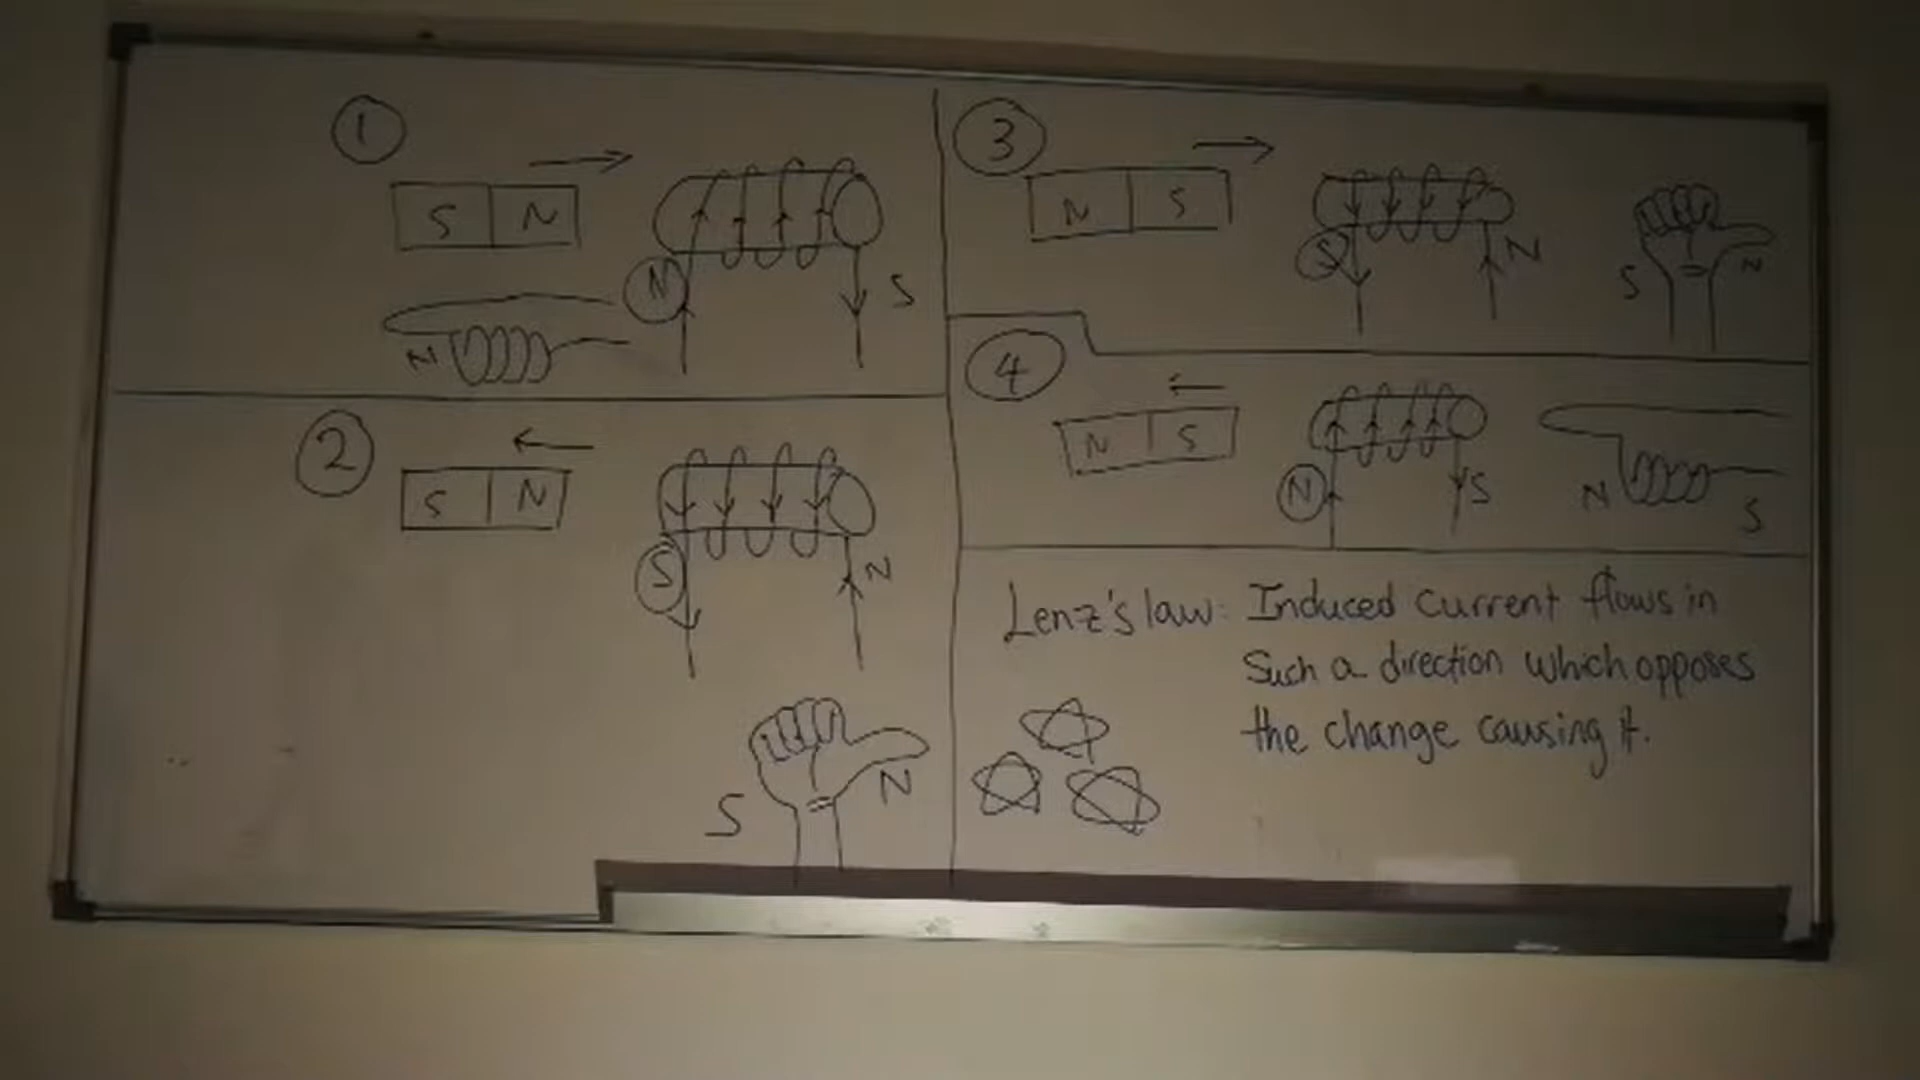 1
S N
N S
N
2
S N
S N
S N
3
N S
S N
S N
4
N S
N S
N S
Lenz's law: Induced current flows in
Such a direction which opposes
the change causing it.